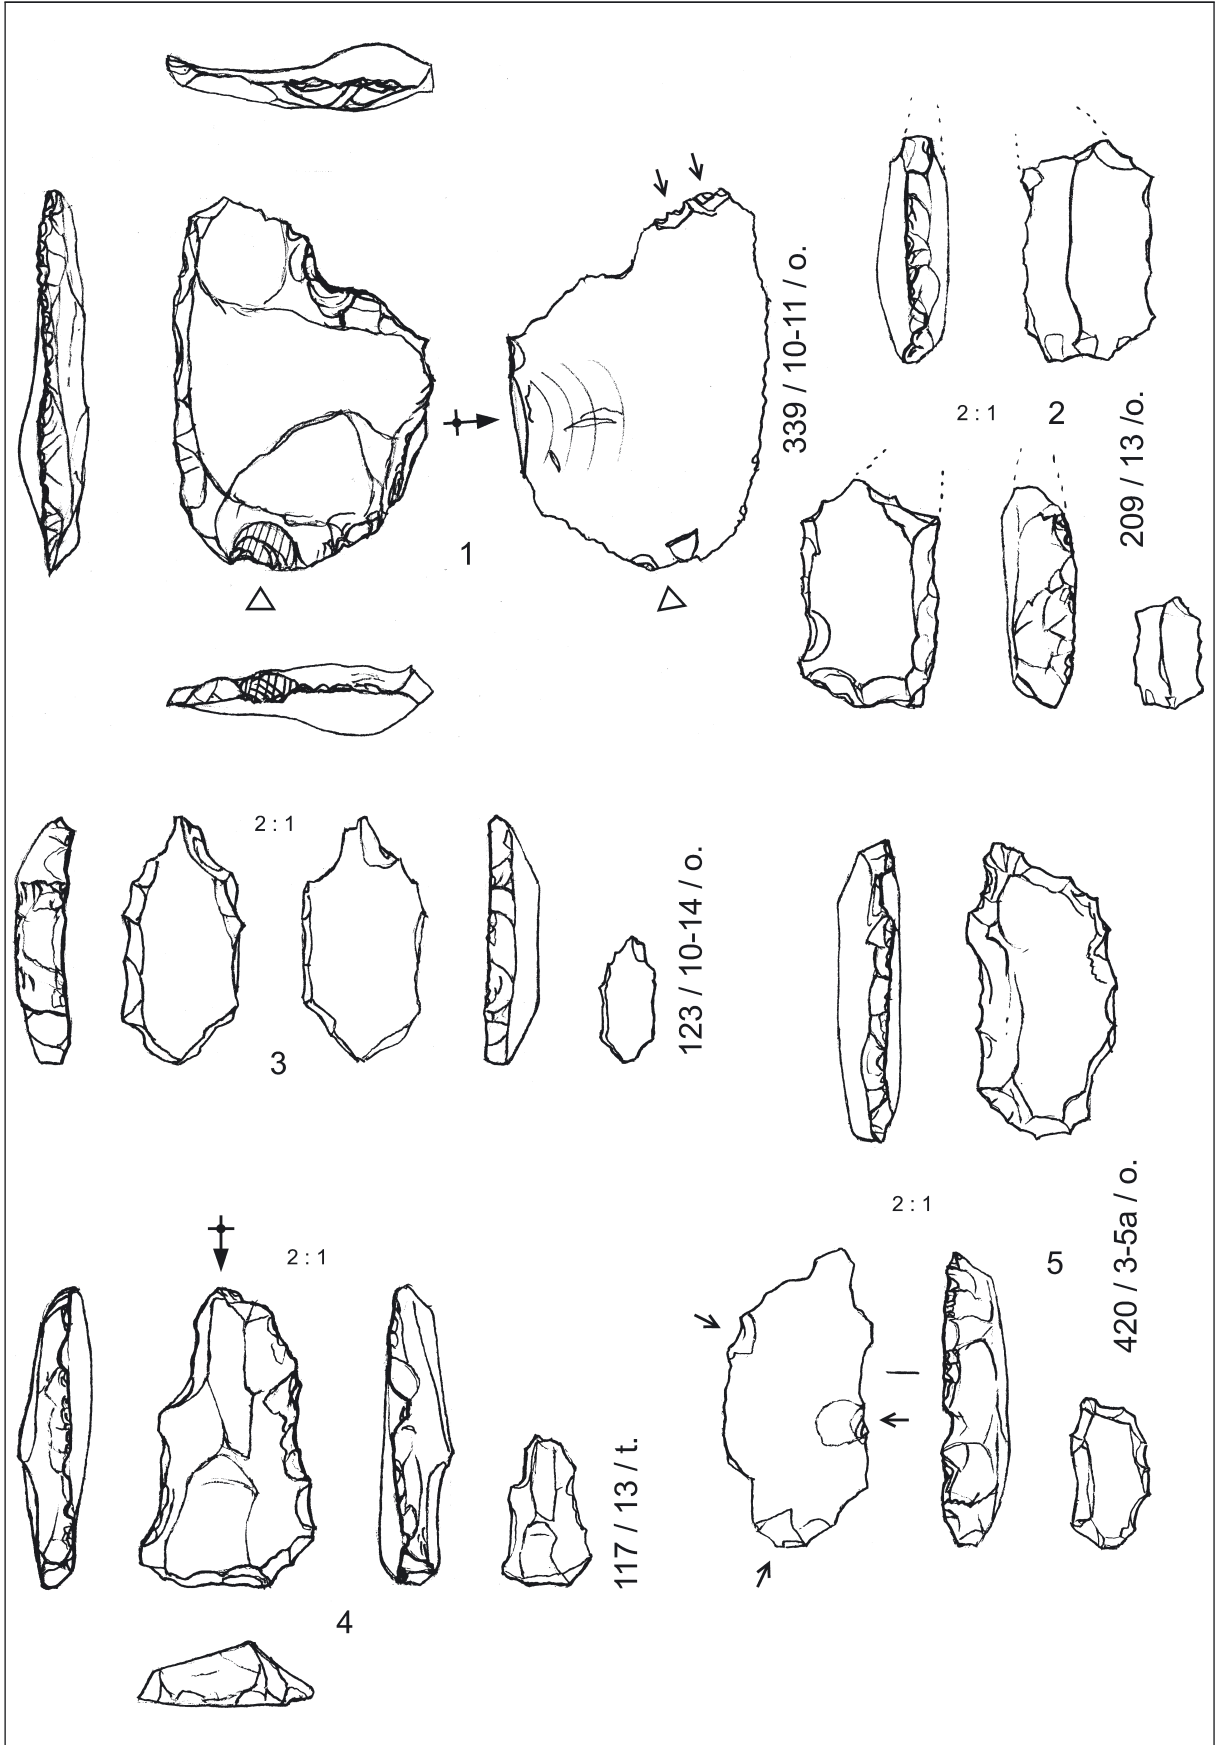 339 / 10-11 / o.
1
2 : 1
2
209 / 13 /o.
2 : 1
3
123 / 10-14 / o.
2 : 1
4
117 / 13 / t.
2 : 1
5
420 / 3-5a / o.